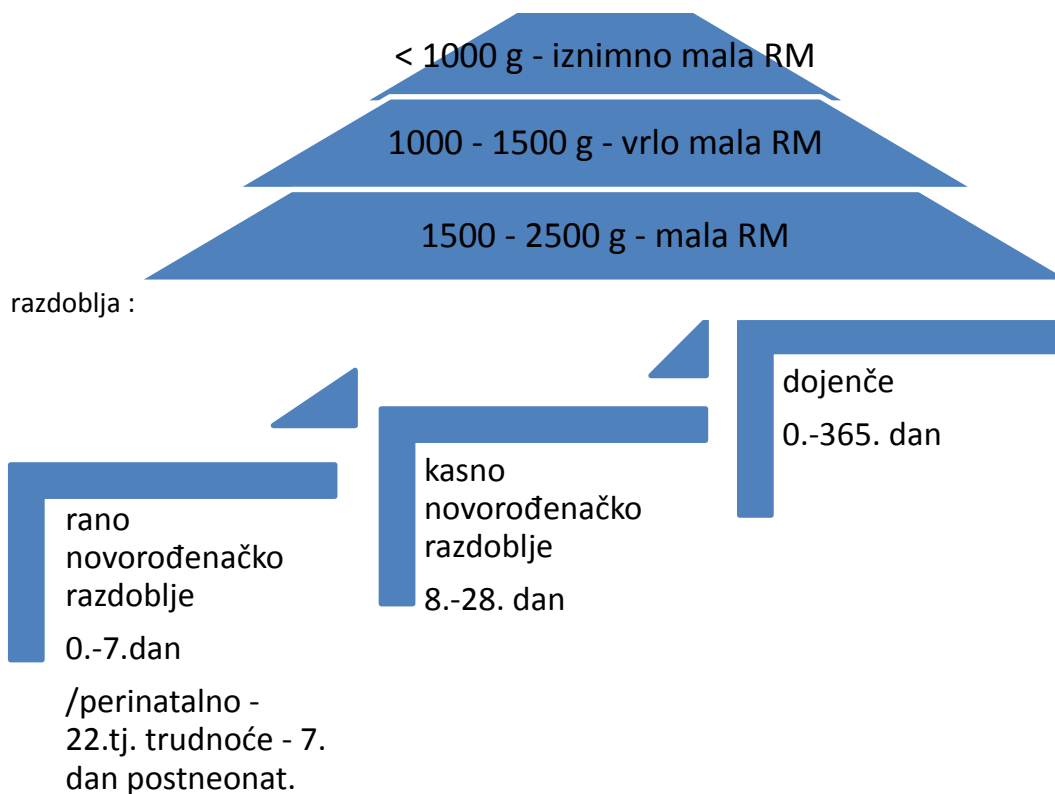 < 1000 g - iznimno mala RM
1000 - 1500 g - vrlo mala RM
1500 - 2500 g - mala RM
razdoblja :
rano
novorođenačko
razdoblje
0.-7.dan
/perinatalno -
22.tj. trudnoće - 7.
dan postneonat.
kasno
novorođenačko
razdoblje
8.-28. dan
dojenče
0.-365. dan